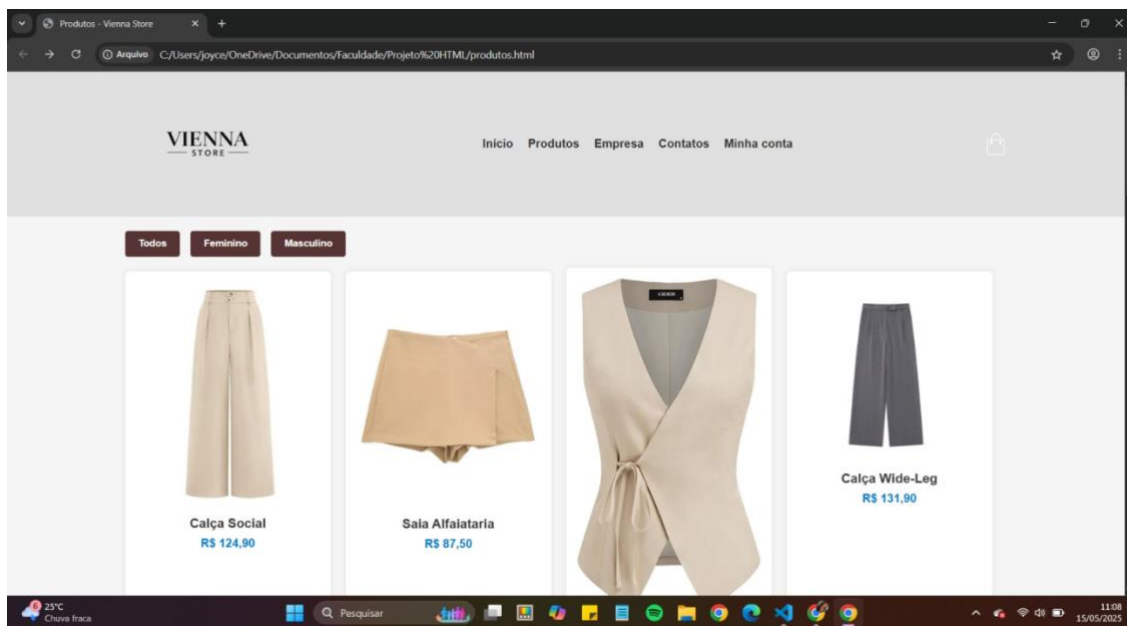 Produtos - Vienna Store
Arquivo C:/Users/joyce/OneDrive/Documentos/Faculdade/Projeto%20HTML/produtos.html
VIENNA
STORE
Início Produtos Empresa Contatos Minha conta
Todos Feminino Masculino
Calça Social
R$ 124,90
Saia Alfaiataria
R$ 87,50
Calça Wide-Leg
R$ 131,90
6
25°C
Chuva fraca
Pesquisar
11:08
15/05/2025